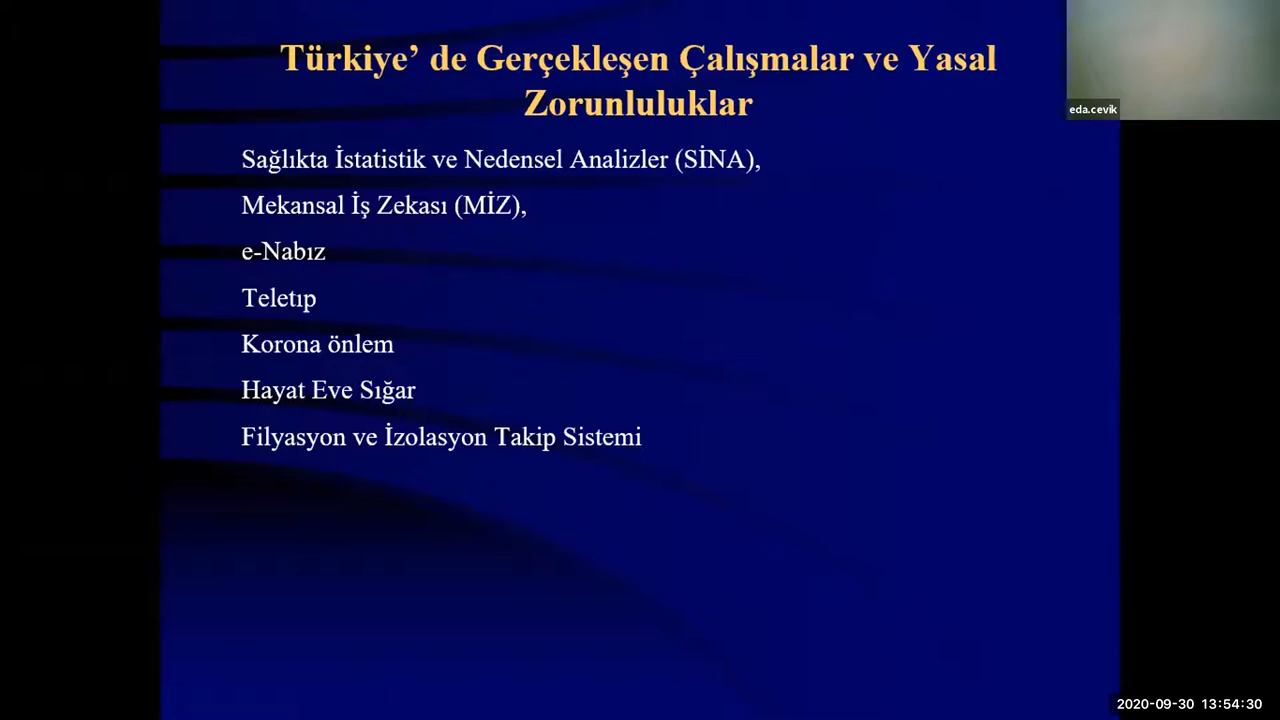 Türkiye’ de Gerçekleşen Çalışmalar ve Yasal
Zorunluluklar
eda.cevik
Sağlıkta İstatistik ve Nedensel Analizler (SİNA),
Mekansal İş Zekası (MİZ),
e-Nabız
Teletıp
Korona önlem
Hayat Eve Sığar
Filyasyon ve İzolasyon Takip Sistemi
2020-09-30 13:54:30